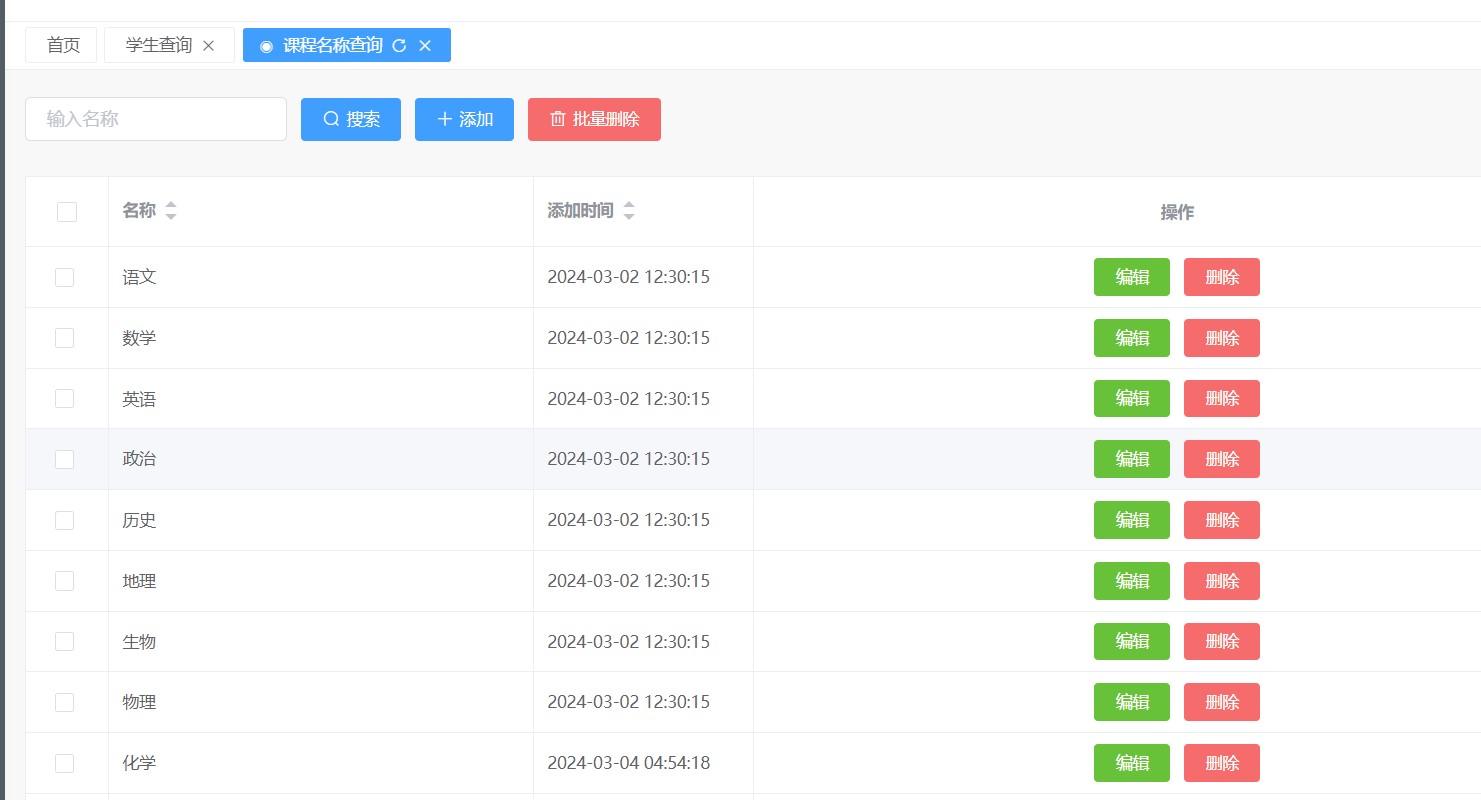 首页 学生查询 课程名称查询
输入名称 搜索 添加 批量删除
名称 添加时间 操作
语文 2024-03-02 12:30:15 编辑 删除
数学 2024-03-02 12:30:15 编辑 删除
英语 2024-03-02 12:30:15 编辑 删除
政治 2024-03-02 12:30:15 编辑 删除
历史 2024-03-02 12:30:15 编辑 删除
地理 2024-03-02 12:30:15 编辑 删除
生物 2024-03-02 12:30:15 编辑 删除
物理 2024-03-02 12:30:15 编辑 删除
化学 2024-03-04 04:54:18 编辑 删除